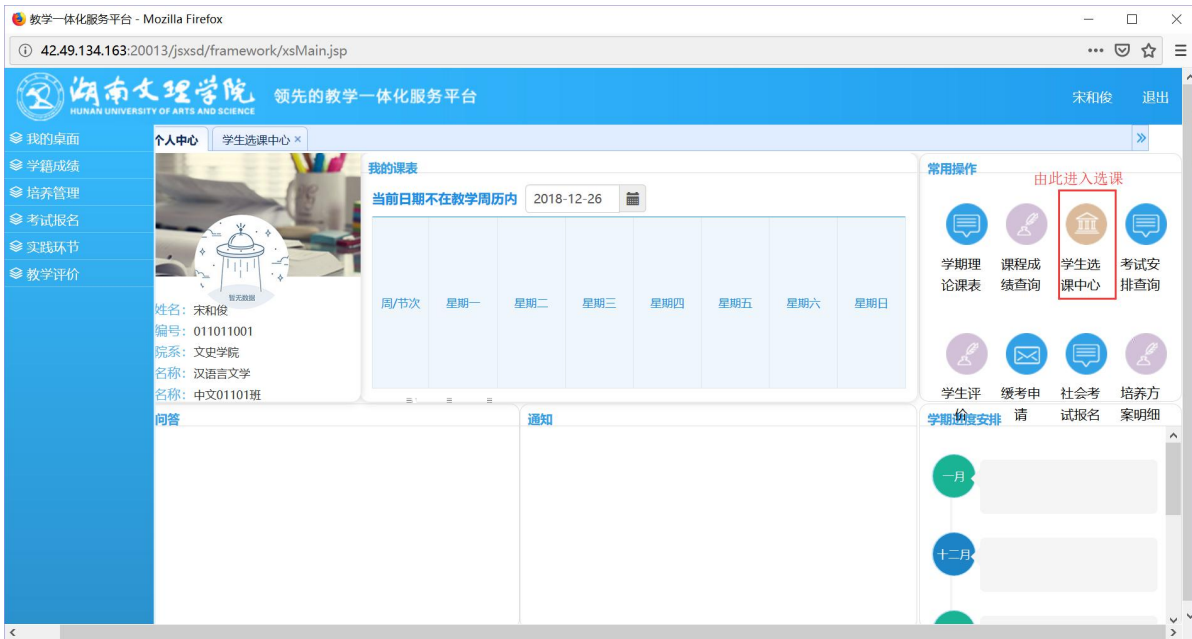 教学一体化服务平台 - Mozilla Firefox
42.49.134.163:20013/jsxsd/framework/xsMain.jsp
湖南文理学院
HUNAN UNIVERSITY OF ARTS AND SCIENCE
领先的教学一体化服务平台
宋和俊 退出
我的桌面
学籍成绩
培养管理
考试报名
实践环节
教学评价
个人中心 学生选课中心 ×
暂无数据
姓名: 宋和俊
编号: 011011001
院系: 文史学院
名称: 汉语言文学
名称: 中文01101班
我的课表
当前日期不在教学周历内 2018-12-26
周/节次 星期一 星期二 星期三 星期四 星期五 星期六 星期日
常用操作
由此进入选课
学期理论课表
课程成绩查询
学生选课中心
考试安排查询
学生评价
缓考申请
社会考试报名
培养方案明细
问答
通知
学期进度安排
一月
十二月